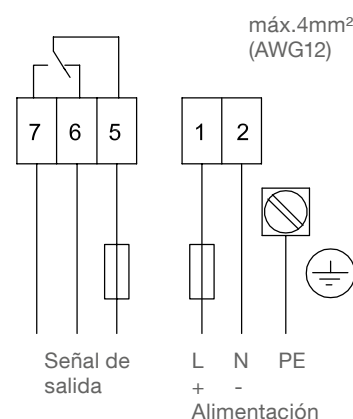 máx.4mm²
(AWG12)
7 6 5 1 2
Señal de
salida
L N PE
+ -
Alimentación